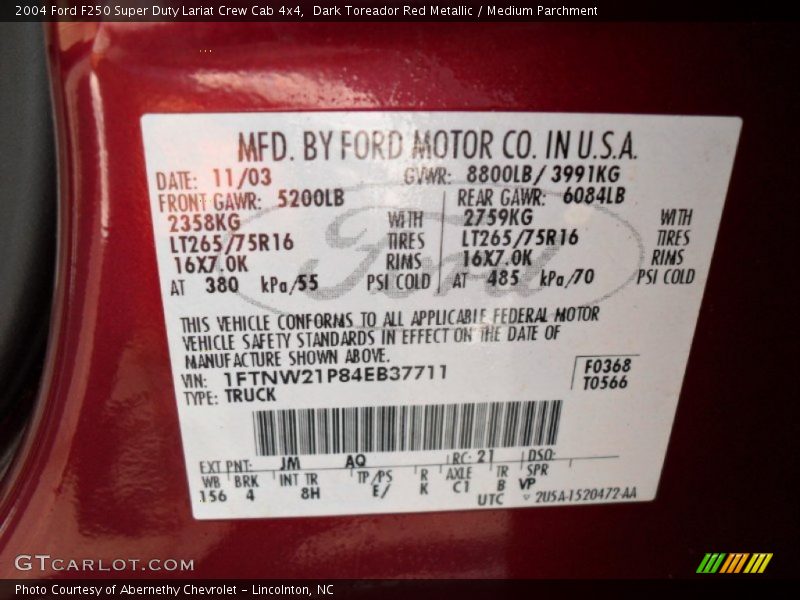 2004 Ford F250 Super Duty Lariat Crew Cab 4x4, Dark Toreador Red Metallic / Medium Parchment
MFD. BY FORD MOTOR CO. IN U.S.A.
DATE: 11/03 GVWR: 8800LB/ 3991KG
FRONT GAWR: 5200LB REAR GAWR: 6084LB
2358KG WITH 2759KG WITH
LT265/75R16 TIRES LT265/75R16 TIRES
16X7.0K RIMS 16X7.0K RIMS
AT 380 kPa/55 PSI COLD AT 485 kPa/70 PSI COLD
Ford
THIS VEHICLE CONFORMS TO ALL APPLICABLE FEDERAL MOTOR
VEHICLE SAFETY STANDARDS IN EFFECT ON THE DATE OF
MANUFACTURE SHOWN ABOVE.
VIN: 1FTNW21P84EB37711 F0368
TYPE: TRUCK T0566
EXT PNT: JM AQ RC: 21 DSO:
WB BRK INT TR TP/PS R AXLE TR SPR
156 4 8H E/ K C1 B VP
UTC 2U5A-1520472-AA
GTCARLOT.COM
Photo Courtesy of Abernethy Chevrolet - Lincolnton, NC